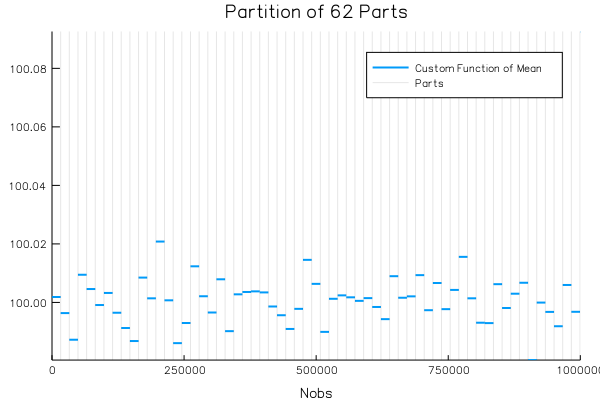 Partition of 62 Parts
Custom Function of Mean
Parts
100.08
100.06
100.04
100.02
100.00
0
250000
500000
750000
1000000
Nobs